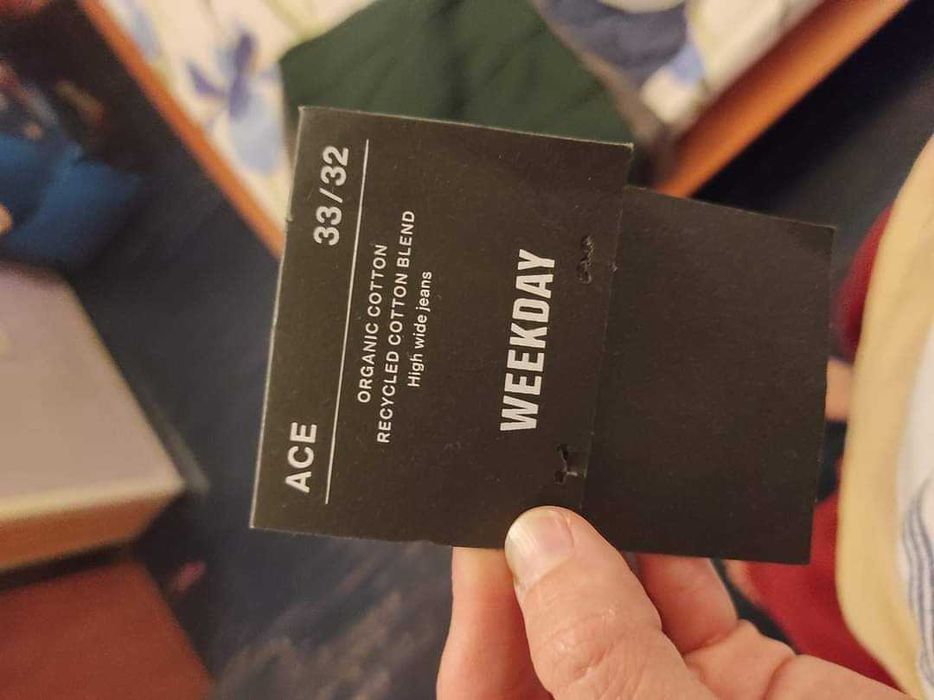 ACE 33/32
ORGANIC COTTON
RECYCLED COTTON BLEND
High wide jeans
WEEKDAY